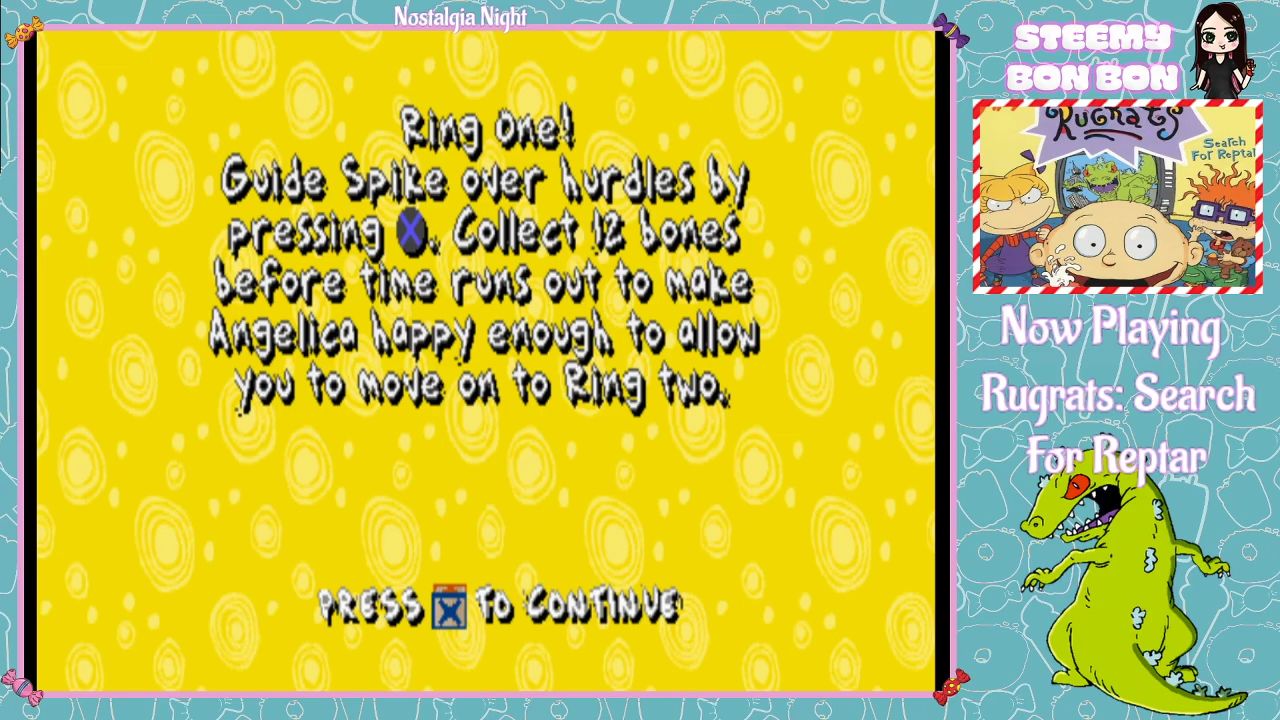 Nostalgia Night
Ring One!
Guide Spike over hurdles by
pressing X. Collect 12 bones
before time runs out to make
Angelica happy enough to allow
you to move on to Ring two.
PRESS X TO CONTINUE
STEEMY
BON BON
Rugrats
Search
For Reptar
Now Playing
Rugrats: Search
For Reptar